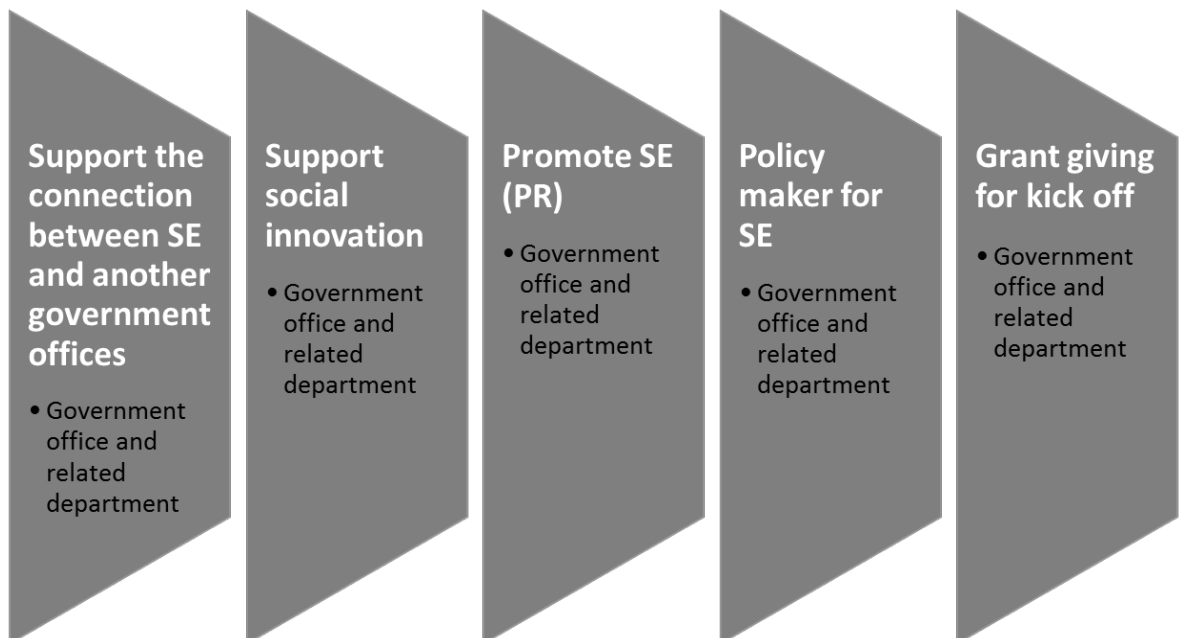 Support the
connection
between SE
and another
government
offices
• Government
office and
related
department
Support
social
innovation
• Government
office and
related
department
Promote SE
(PR)
• Government
office and
related
department
Policy
maker for
SE
• Government
office and
related
department
Grant giving
for kick off
• Government
office and
related
department